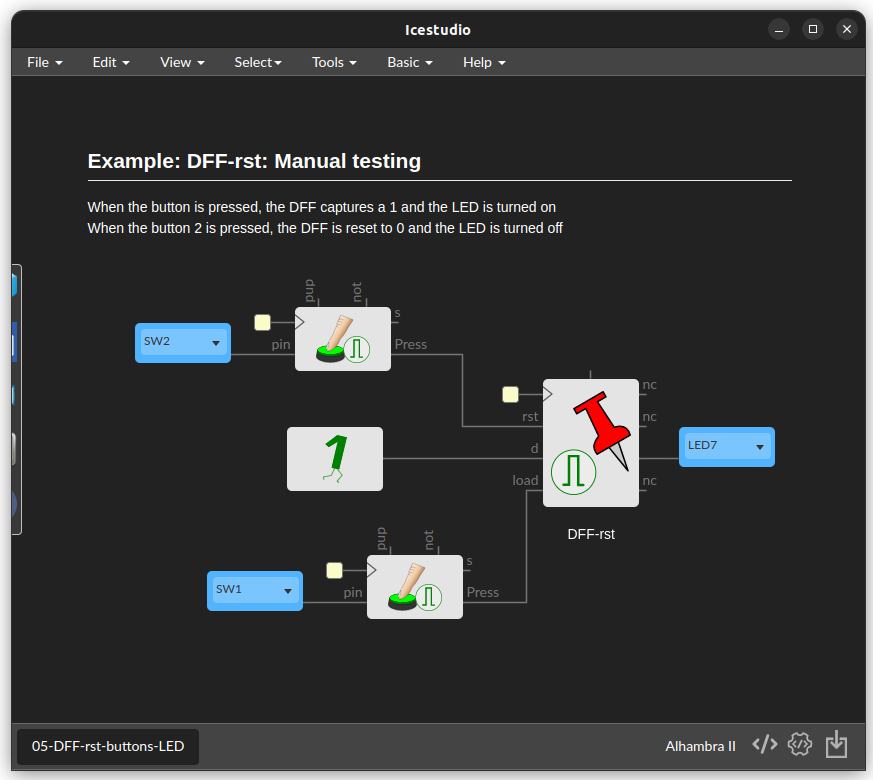 Icestudio
File Edit View Select Tools Basic Help
Example: DFF-rst: Manual testing
When the button is pressed, the DFF captures a 1 and the LED is turned on
When the button 2 is pressed, the DFF is reset to 0 and the LED is turned off
pup not
s
SW2
pin Press
nc
rst nc
1
d
LED7
load nc
DFF-rst
pup not
s
SW1
pin Press
05-DFF-rst-buttons-LED
Alhambra II </>